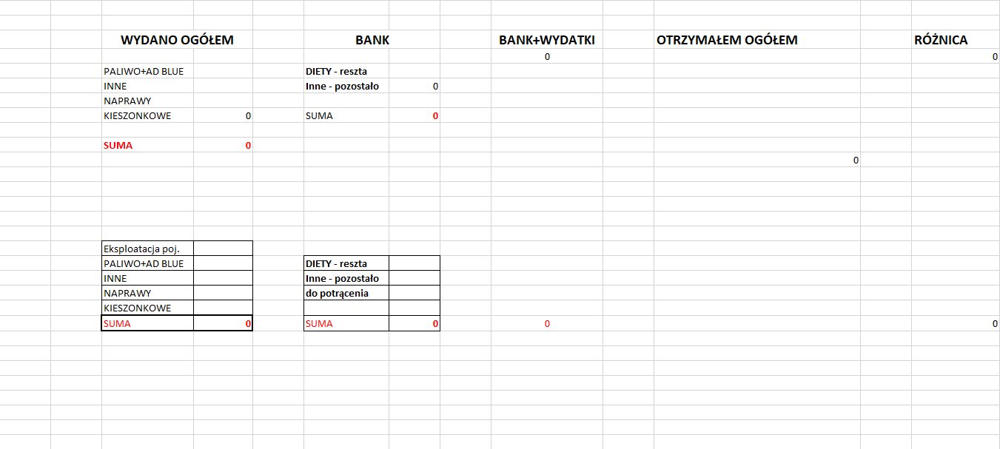 WYDANO OGÓŁEM BANK BANK+WYDATKI OTRZYMAŁEM OGÓŁEM RÓŻNICA
0 0
PALIWO+AD BLUE DIETY - reszta
INNE Inne - pozostało 0
NAPRAWY
KIESZONKOWE 0 SUMA 0
SUMA 0
0
Eksploatacja poj.
PALIWO+AD BLUE DIETY - reszta
INNE Inne - pozostało
NAPRAWY do potrącenia
KIESZONKOWE
SUMA 0 SUMA 0 0 0